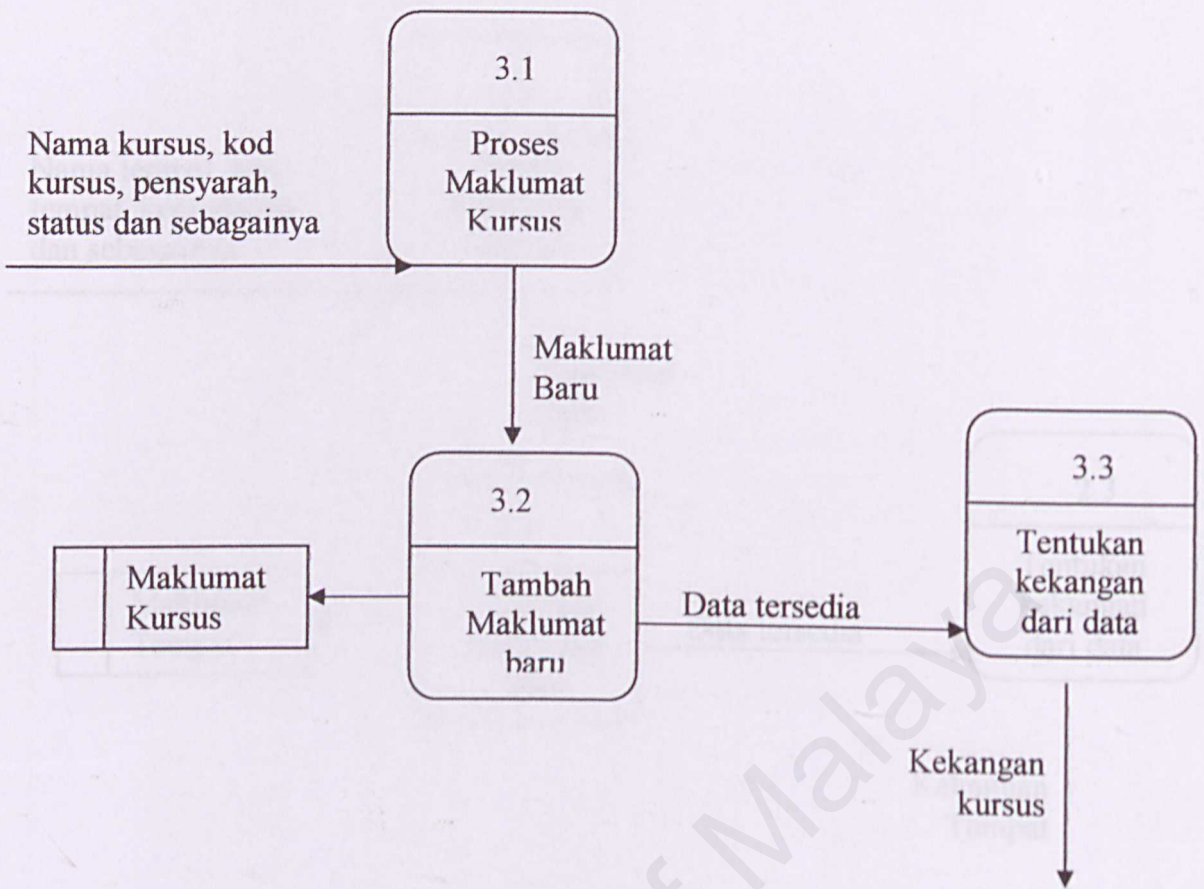 3.1
Nama kursus, kod
kursus, pensyarah,
status dan sebagainya
Proses
Maklumat
Kursus
Maklumat
Baru
3.2
Tambah
Maklumat
baru
Maklumat
Kursus
Data tersedia
3.3
Tentukan
kekangan
dari data
Kekangan
kursus
f Malaya